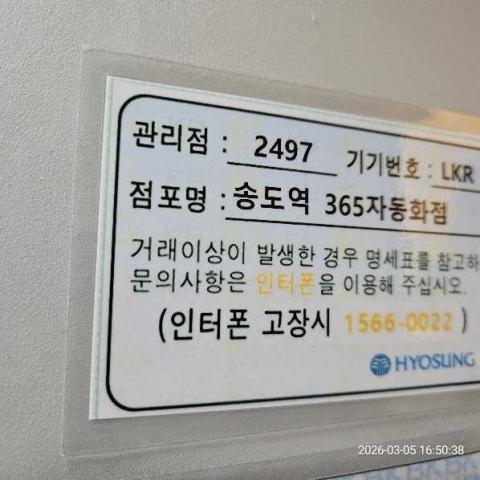 관리점 : 2497 기기번호 : LKR
점포명 : 송도역 365자동화점
거래이상이 발생한 경우 명세표를 참고하
문의사항은 인터폰을 이용해 주십시오.
(인터폰 고장시 1566-0022)
HYOSUNG
2026-03-05 16:50:38